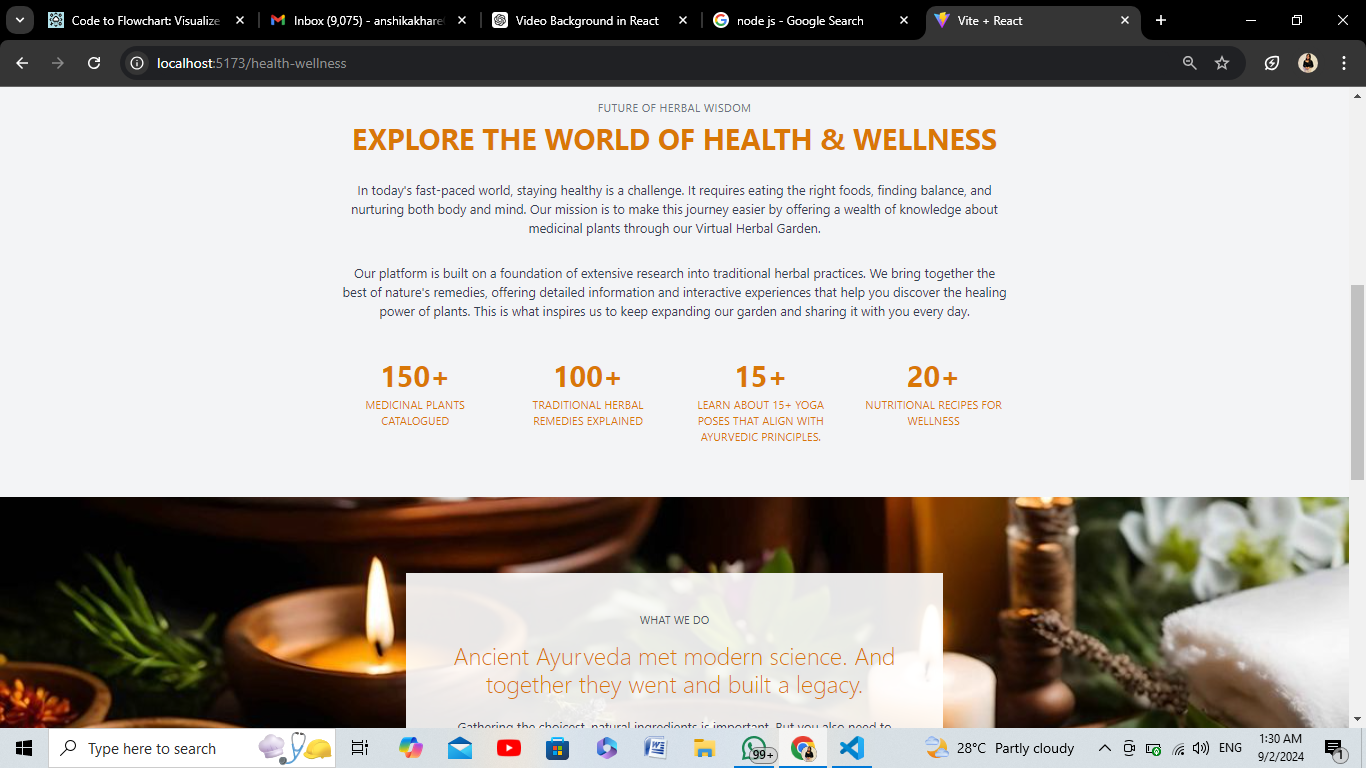 Code to Flowchart: Visualize
Inbox (9,075) - anshikakhare
Video Background in React
node js - Google Search
Vite + React
localhost:5173/health-wellness
FUTURE OF HERBAL WISDOM
EXPLORE THE WORLD OF HEALTH & WELLNESS
In today's fast-paced world, staying healthy is a challenge. It requires eating the right foods, finding balance, and
nurturing both body and mind. Our mission is to make this journey easier by offering a wealth of knowledge about
medicinal plants through our Virtual Herbal Garden.
Our platform is built on a foundation of extensive research into traditional herbal practices. We bring together the
best of nature's remedies, offering detailed information and interactive experiences that help you discover the healing
power of plants. This is what inspires us to keep expanding our garden and sharing it with you every day.
150+
MEDICINAL PLANTS
CATALOGUED
100+
TRADITIONAL HERBAL
REMEDIES EXPLAINED
15+
LEARN ABOUT 15+ YOGA
POSES THAT ALIGN WITH
AYURVEDIC PRINCIPLES.
20+
NUTRITIONAL RECIPES FOR
WELLNESS
WHAT WE DO
Ancient Ayurveda met modern science. And
together they went and built a legacy.
Gathering the choicest, natural ingredients is important. But you also need to
Type here to search
99+
28°C Partly cloudy
ENG
1:30 AM
9/2/2024
1